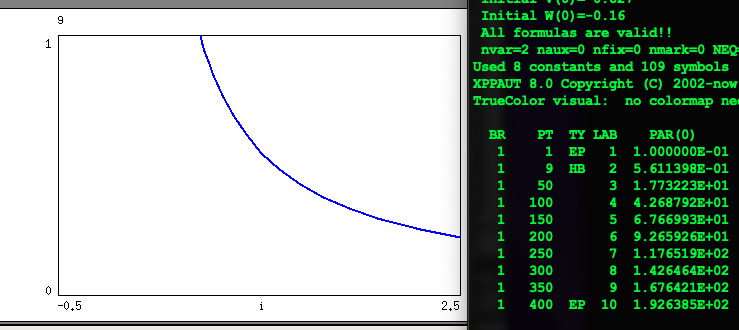 9
1
0
-0.5 i 2.5
Initial W(0)=-0.16
All formulas are valid!!
nvar=2 naux=0 nfix=0 nmark=0 NEQ=
Used 8 constants and 109 symbols
XPPAUT 8.0 Copyright (C) 2002-now
TrueColor visual: no colormap nee
BR PT TY LAB PAR(0)
1 1 EP 1 1.000000E-01
1 9 HB 2 5.611398E-01
1 50 3 1.773223E+01
1 100 4 4.268792E+01
1 150 5 6.766993E+01
1 200 6 9.265926E+01
1 250 7 1.176519E+02
1 300 8 1.426464E+02
1 350 9 1.676421E+02
1 400 EP 10 1.926385E+02